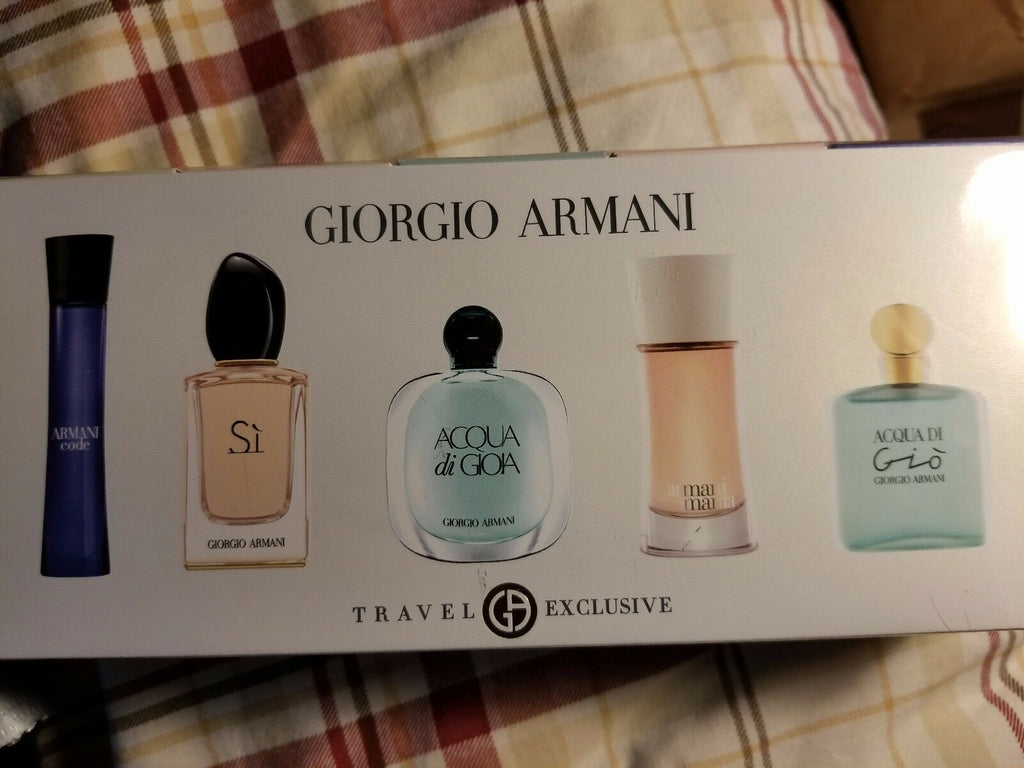 GIORGIO ARMANI
ARMANI
code
Sì
GIORGIO ARMANI
ACQUA
di GIOIA
GIORGIO ARMANI
armani
mania
ACQUA DI
Giò
GIORGIO ARMANI
TRAVEL GA EXCLUSIVE